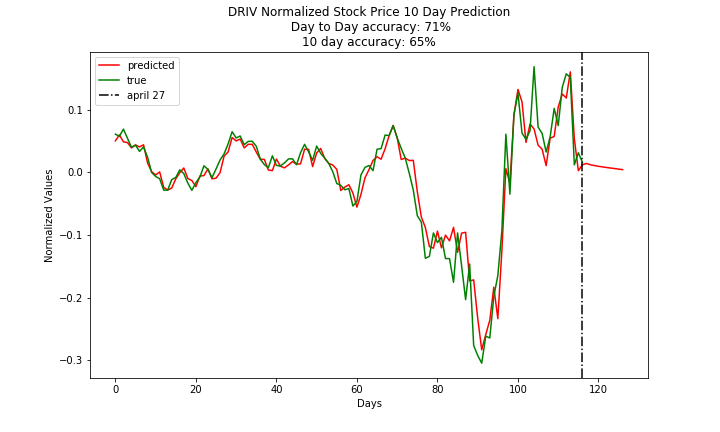 DRIV Normalized Stock Price 10 Day Prediction
Day to Day accuracy: 71%
10 day accuracy: 65%
predicted
true
april 27
Normalized Values
0.1
0.0
−0.1
−0.2
−0.3
0
20
40
60
80
100
120
Days